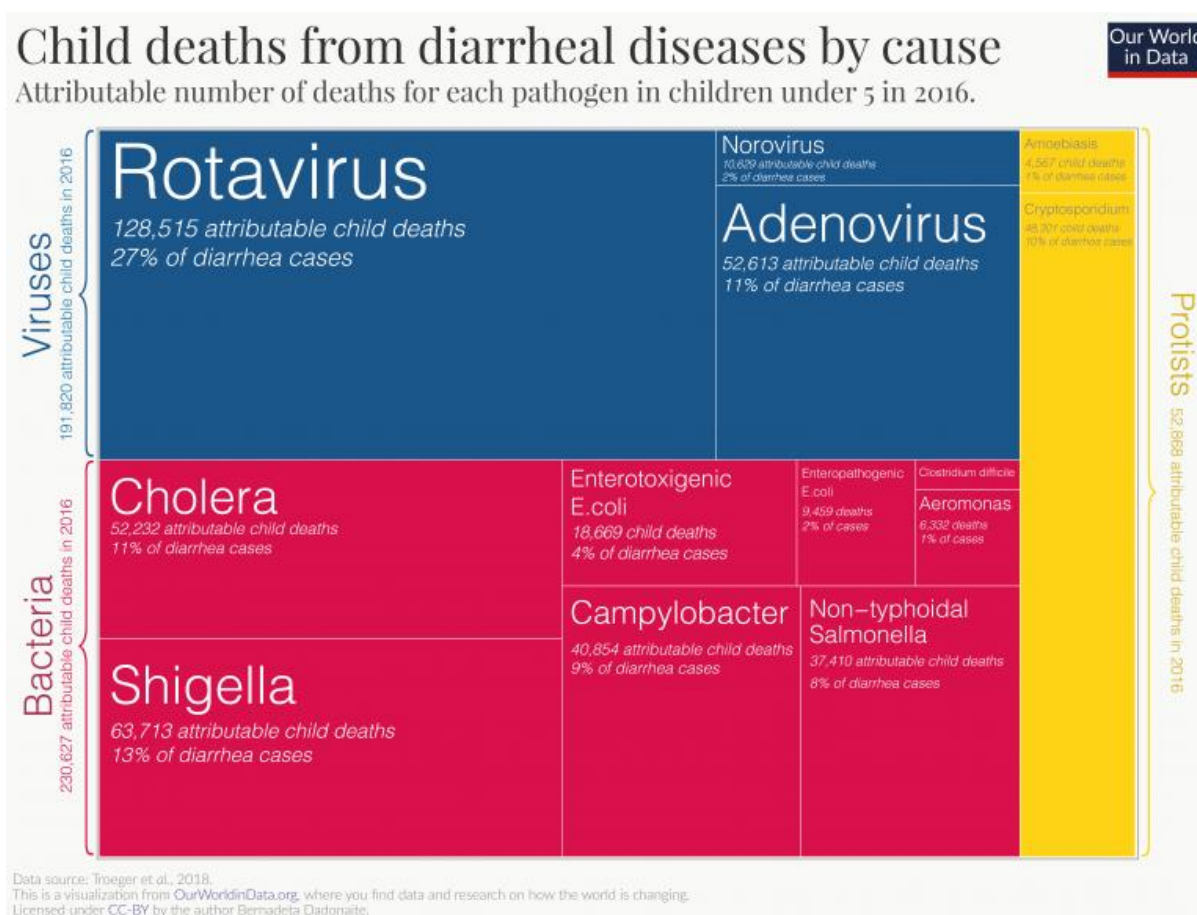 Child deaths from diarrheal diseases by cause
Attributable number of deaths for each pathogen in children under 5 in 2016.
Our World
in Data
Viruses
191,820 attributable child deaths in 2016
Rotavirus
128,515 attributable child deaths
27% of diarrhea cases
Norovirus
10,629 attributable child deaths
2% of diarrhea cases
Adenovirus
52,613 attributable child deaths
11% of diarrhea cases
Amoebiasis
4,567 child deaths
1% of diarrhea cases
Cryptosporidium
48,301 child deaths
10% of diarrhea cases
Protists 52,868 attributable child deaths in 2016
Bacteria
230,627 attributable child deaths in 2016
Cholera
52,232 attributable child deaths
11% of diarrhea cases
Shigella
63,713 attributable child deaths
13% of diarrhea cases
Enterotoxigenic
E.coli
18,669 child deaths
4% of diarrhea cases
Enteropathogenic
E.coli
9,459 deaths
2% of cases
Clostridium difficile
Aeromonas
6,332 deaths
1% of cases
Campylobacter
40,854 attributable child deaths
9% of diarrhea cases
Non-typhoidal
Salmonella
37,410 attributable child deaths
8% of diarrhea cases
Data source: Troeger et al., 2018.
This is a visualization from OurWorldinData.org, where you find data and research on how the world is changing.
Licensed under CC-BY by the author Bernadeta Dadonaite.